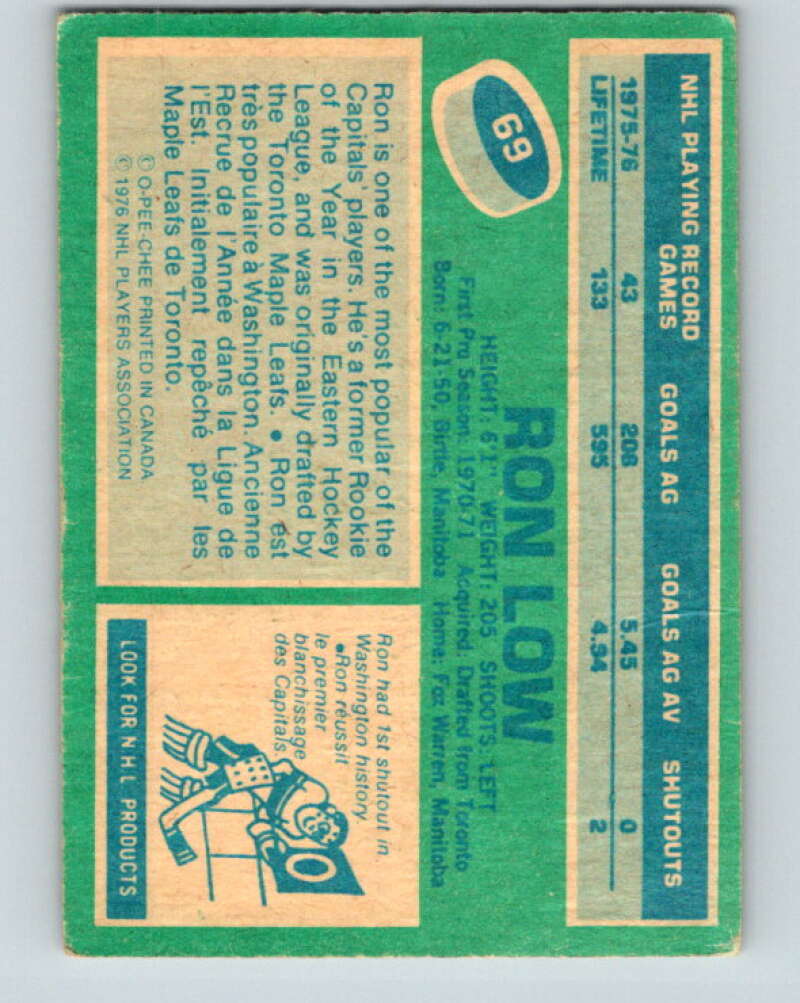 NHL PLAYING RECORD
GAMES GOALS AG GOALS AG AV SHUTOUTS
1975-76 43 208 5.45 0
LIFETIME 133 595 4.94 2
69
RON LOW
HEIGHT: 6'1" WEIGHT: 205 SHOOTS: LEFT
First Pro Season: 1970-71 Acquired: Drafted from Toronto
Born: 6-21-50, Birtle, Manitoba Home: Fox Warren, Manitoba
Ron is one of the most popular of the
Capitals' players. He's a former Rookie
of the Year in the Eastern Hockey
League, and was originally drafted by
the Toronto Maple Leafs. • Ron est
très populaire à Washington. Ancienne
Recrue de l'Année dans la Ligue de
l'Est. Initialement repêché par les
Maple Leafs de Toronto.
© O-PEE-CHEE PRINTED IN CANADA
© 1976 NHL PLAYERS ASSOCIATION
Ron had 1st shutout in
Washington history.
•Ron réussit
le premier
blanchissage
des Capitals.
O
LOOK FOR NHL PRODUCTS